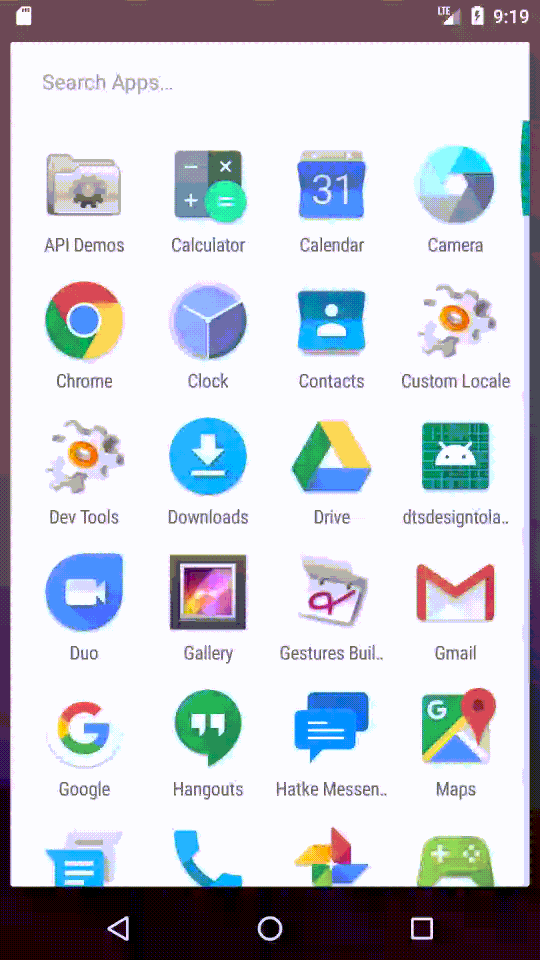 LTE 9:19
Search Apps...
31
API Demos Calculator Calendar Camera
Chrome Clock Contacts Custom Locale
Dev Tools Downloads Drive dtsdesigntola..
Duo Gallery Gestures Buil.. Gmail
G
Google Hangouts Hatke Messen.. Maps